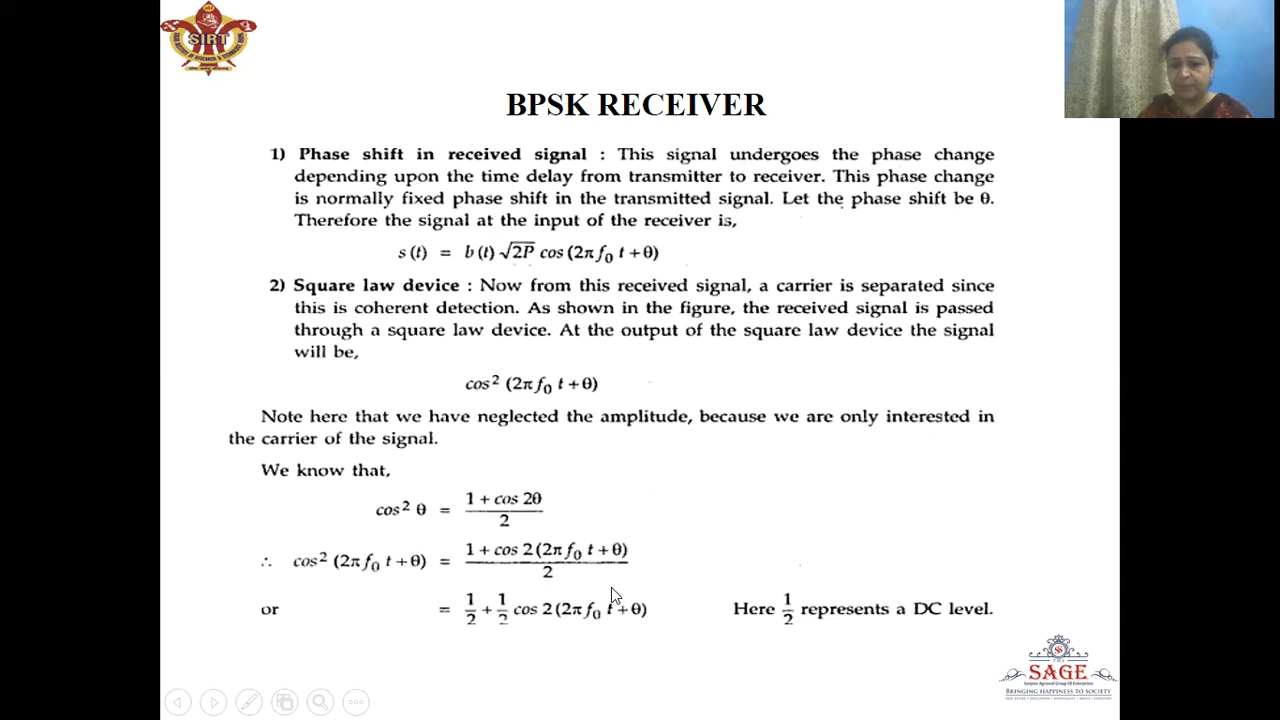 SIRT
BPSK RECEIVER
1) Phase shift in received signal : This signal undergoes the phase change
depending upon the time delay from transmitter to receiver. This phase change
is normally fixed phase shift in the transmitted signal. Let the phase shift be θ.
Therefore the signal at the input of the receiver is,
s (t) = b (t) √2P cos (2π f₀ t + θ)
2) Square law device : Now from this received signal, a carrier is separated since
this is coherent detection. As shown in the figure, the received signal is passed
through a square law device. At the output of the square law device the signal
will be,
cos² (2π f₀ t + θ)
Note here that we have neglected the amplitude, because we are only interested in
the carrier of the signal.
We know that,
cos² θ = (1 + cos 2θ)/2
∴ cos² (2π f₀ t + θ) = (1 + cos 2 (2π f₀ t + θ))/2
or = 1/2 + 1/2 cos 2 (2π f₀ t + θ) Here 1/2 represents a DC level.
THE
SAGE
BRINGING HAPPINESS TO SOCIETY